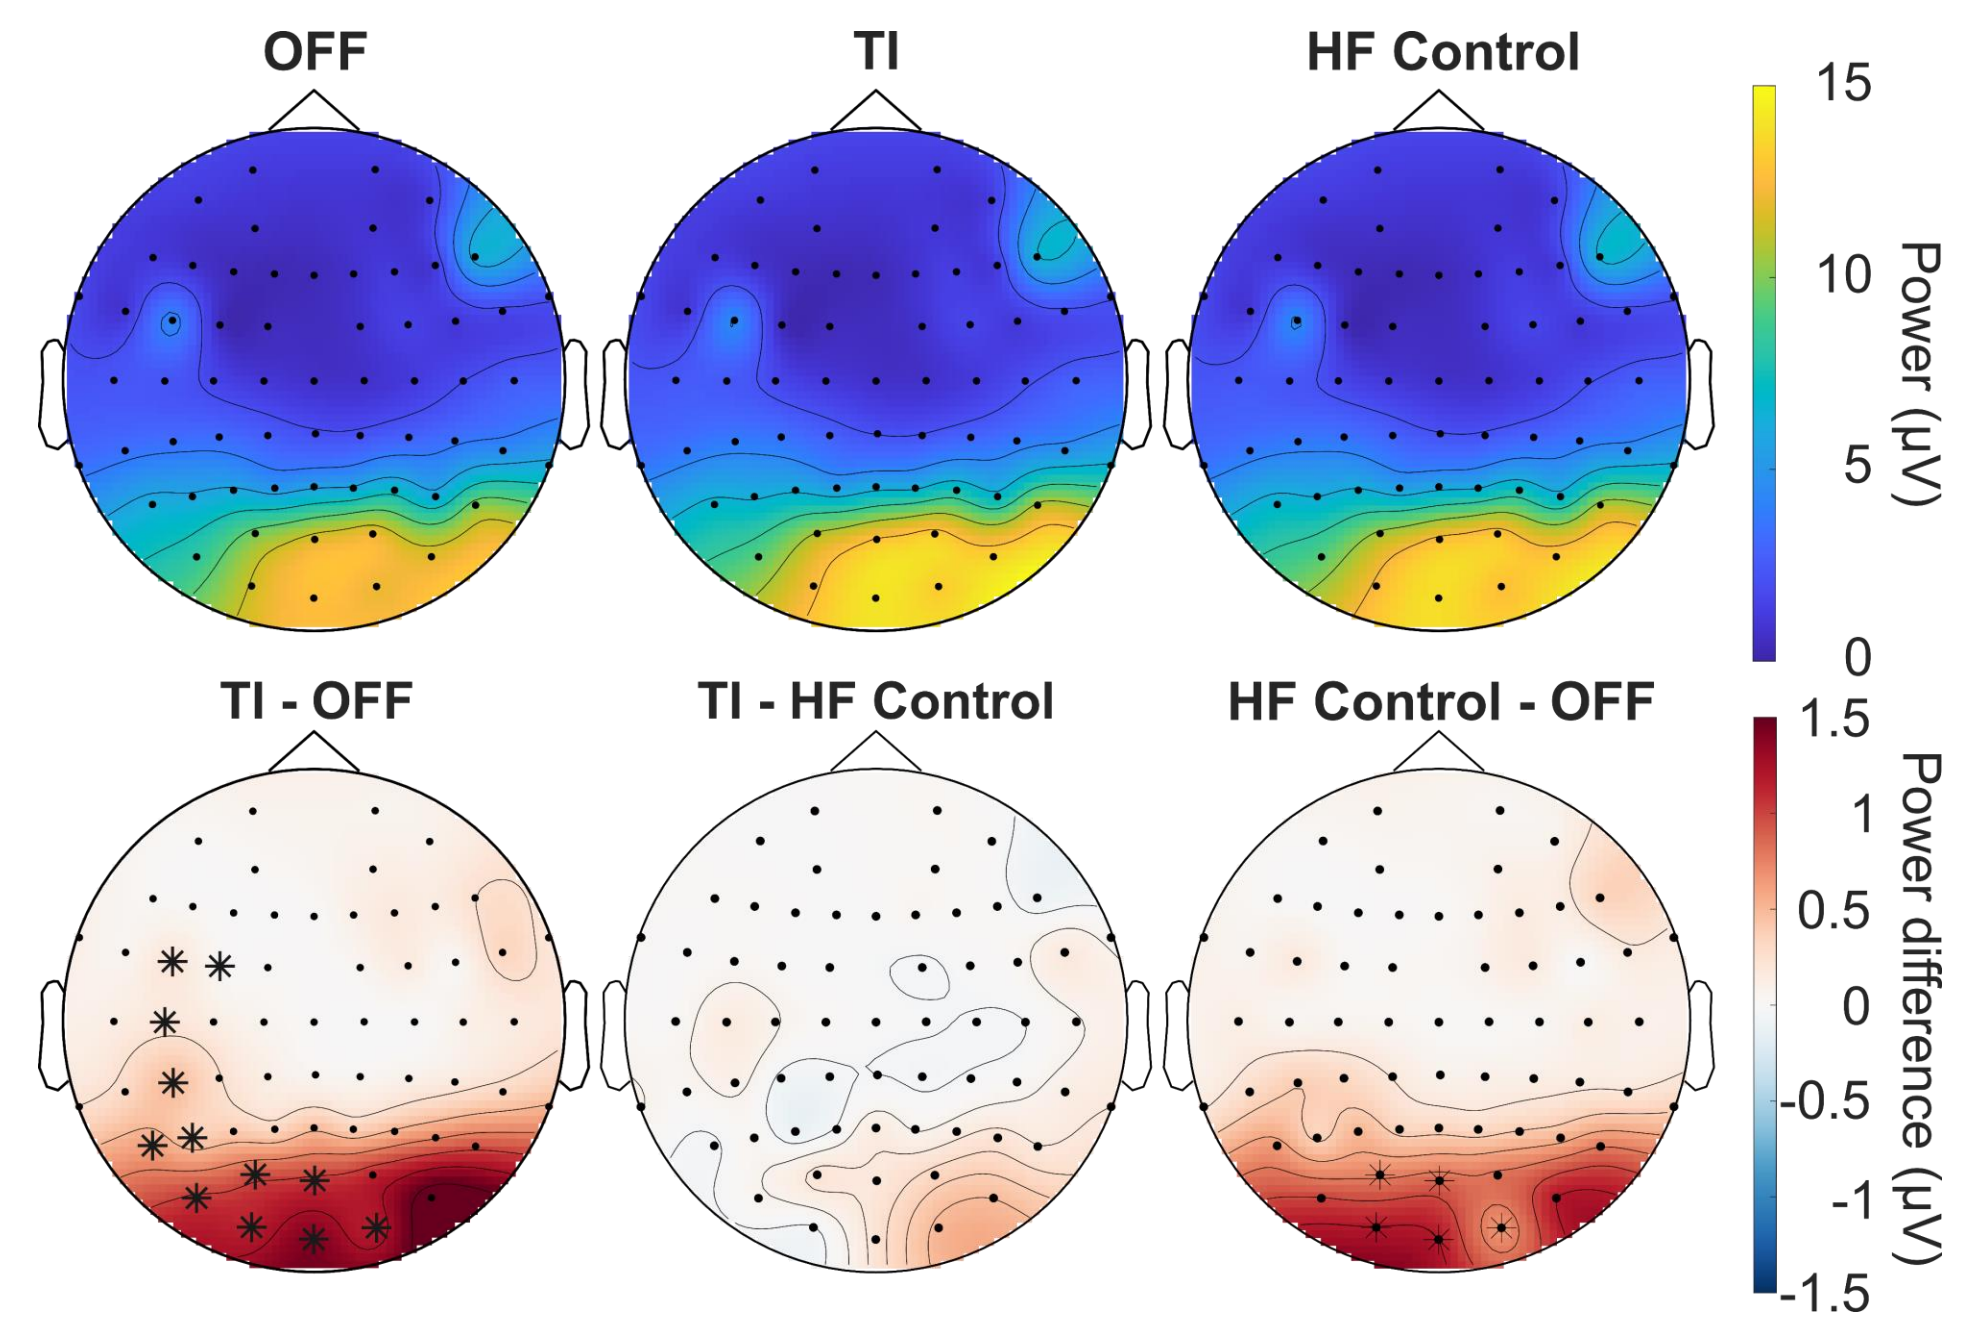 OFF
TI
HF Control
15
10
5
0
Power (µV)
TI - OFF
TI - HF Control
HF Control - OFF
1.5
1
0.5
0
-0.5
-1
-1.5
Power difference (µV)